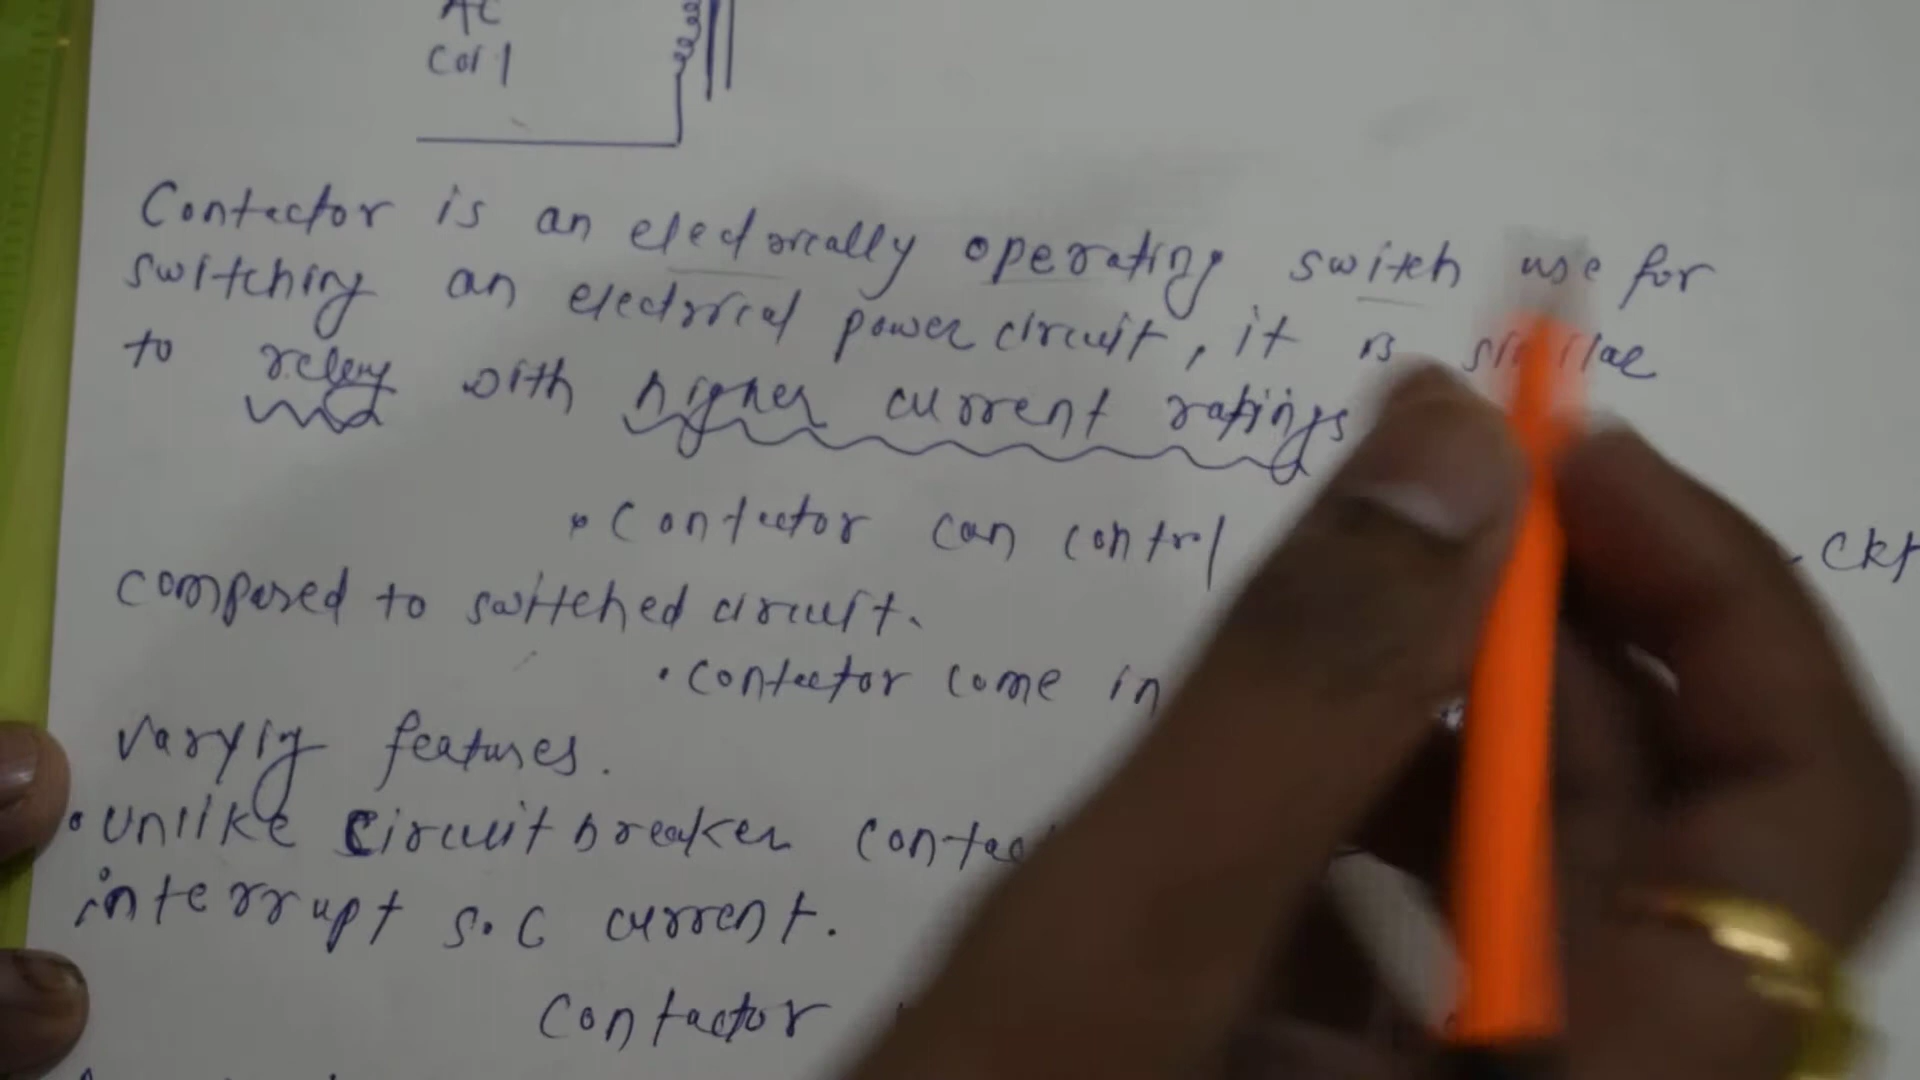 AC
Coil
Contector is an electrically operating switch use for
switching an electrical power circuit, it is similar
to relay with higher current ratings
• Contector can control ckt
compared to switched circuit.
• Contector come in
varying features.
• Unlike Circuit breaker
interrupt s.c current.
Contactor